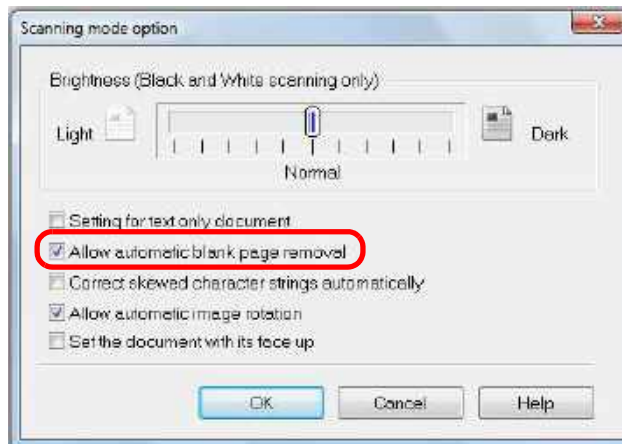 Scanning mode option
Brightness (Black and White scanning only)
Light
Dark
Normal
Setting for text only document
Allow automatic blank page removal
Correct skewed character strings automatically
Allow automatic image rotation
Set the document with its face up
OK Cancel Help